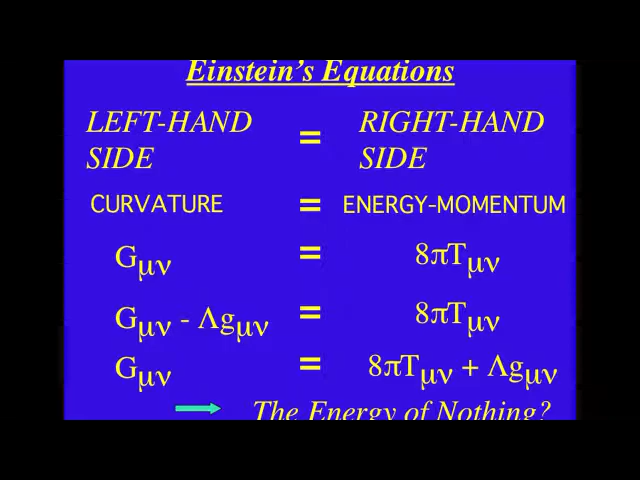 Einstein's Equations
LEFT-HAND SIDE = RIGHT-HAND SIDE
CURVATURE = ENERGY-MOMENTUM
Gμν = 8πTμν
Gμν - Λgμν = 8πTμν
Gμν = 8πTμν + Λgμν
The Energy of Nothing?